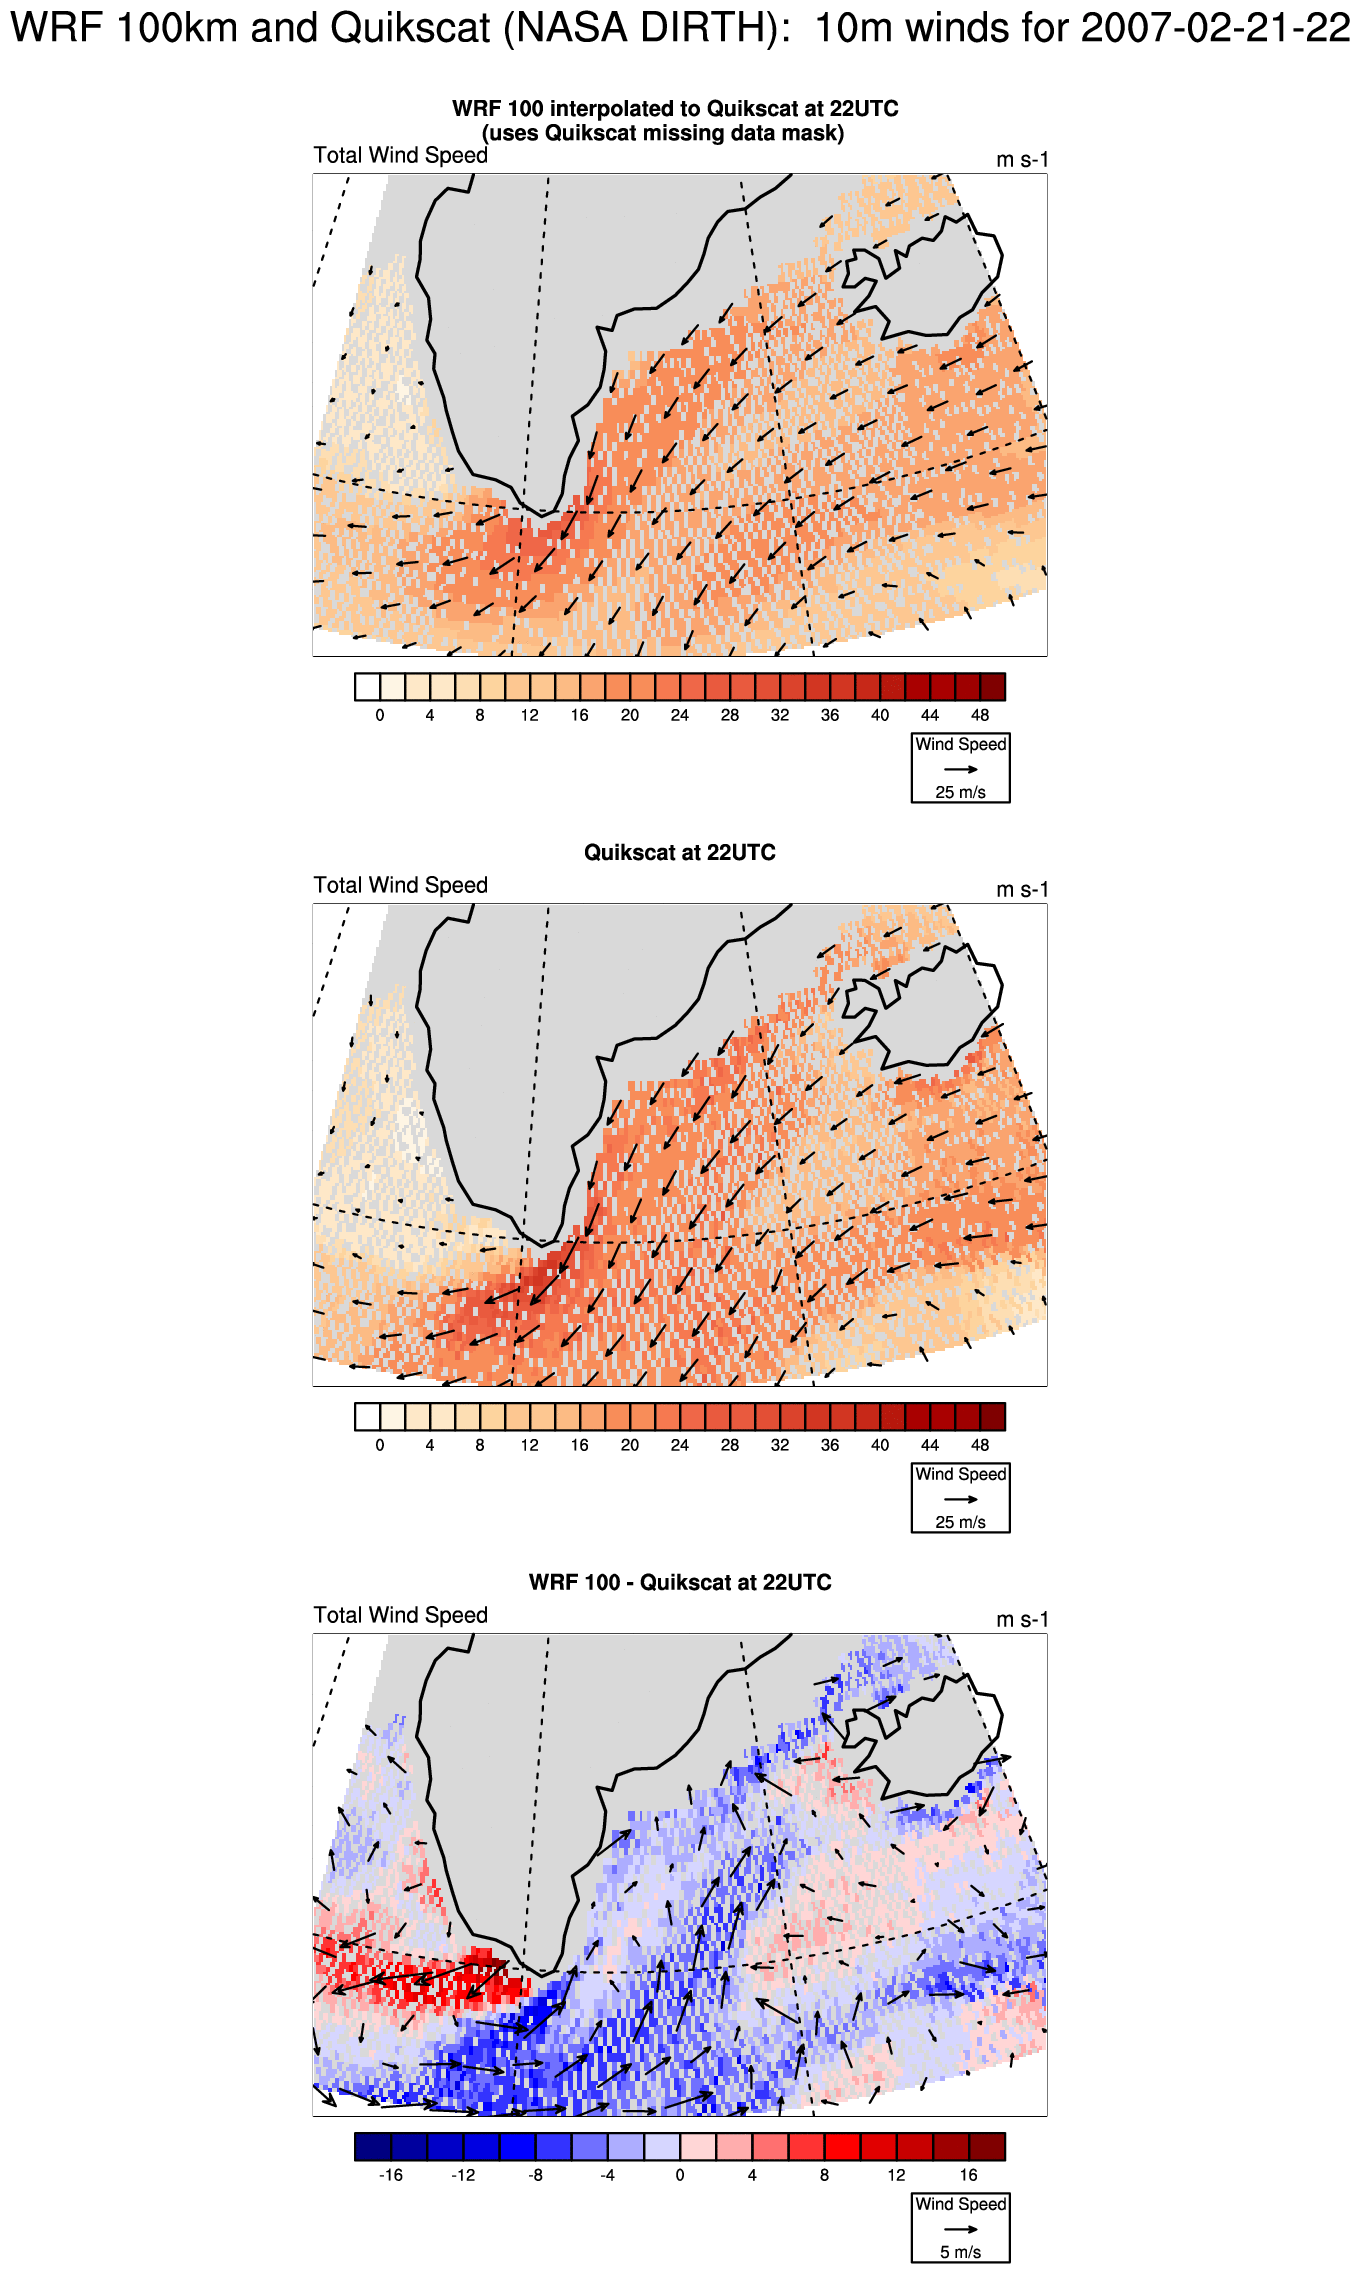 WRF 100km and Quikscat (NASA DIRTH):  10m winds for 2007-02-21-22
WRF 100 interpolated to Quikscat at 22UTC
(uses Quikscat missing data mask)
Total Wind Speed m s-1
0 4 8 12 16 20 24 28 32 36 40 44 48
Wind Speed
25 m/s
Quikscat at 22UTC
Total Wind Speed m s-1
0 4 8 12 16 20 24 28 32 36 40 44 48
Wind Speed
25 m/s
WRF 100 - Quikscat at 22UTC
Total Wind Speed m s-1
-16 -12 -8 -4 0 4 8 12 16
Wind Speed
5 m/s